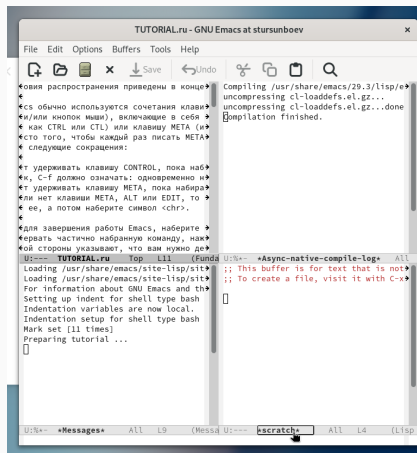 TUTORIAL.ru - GNU Emacs at stursunboev
File Edit Options Buffers Tools Help
Save Undo
овия распространения приведены в конце
cs обычно используются сочетания клави
и/или кнопок мыши), включающие в себя
как CTRL или CTL) или клавишу META (и
сто того, чтобы каждый раз писать META
следующие сокращения:
т удерживать клавишу CONTROL, пока наб
к, C-f должно означать: одновременно н
т удерживать клавишу META, пока набира
ли нет клавиши META, ALT или EDIT, то
ее, а потом наберите символ <chr>.
для завершения работы Emacs, наберите
ервать частично набранную команду, наж
ой стороны указывают, что вам нужно де
U:--- TUTORIAL.ru Top L11 (Funda
Compiling /usr/share/emacs/29.3/lisp/e
uncompressing cl-loaddefs.el.gz...
uncompressing cl-loaddefs.el.gz...done
Compilation finished.
U:%*- *Async-native-compile-log* All
Loading /usr/share/emacs/site-lisp/sit
Loading /usr/share/emacs/site-lisp/sit
For information about GNU Emacs and th
Setting up indent for shell type bash
Indentation variables are now local.
Indentation setup for shell type bash
Mark set [11 times]
Preparing tutorial ...
U:%*- *Messages* All L9 (Messa
;; This buffer is for text that is not
;; To create a file, visit it with C-x
U:--- *scratch* All L4 (Lisp